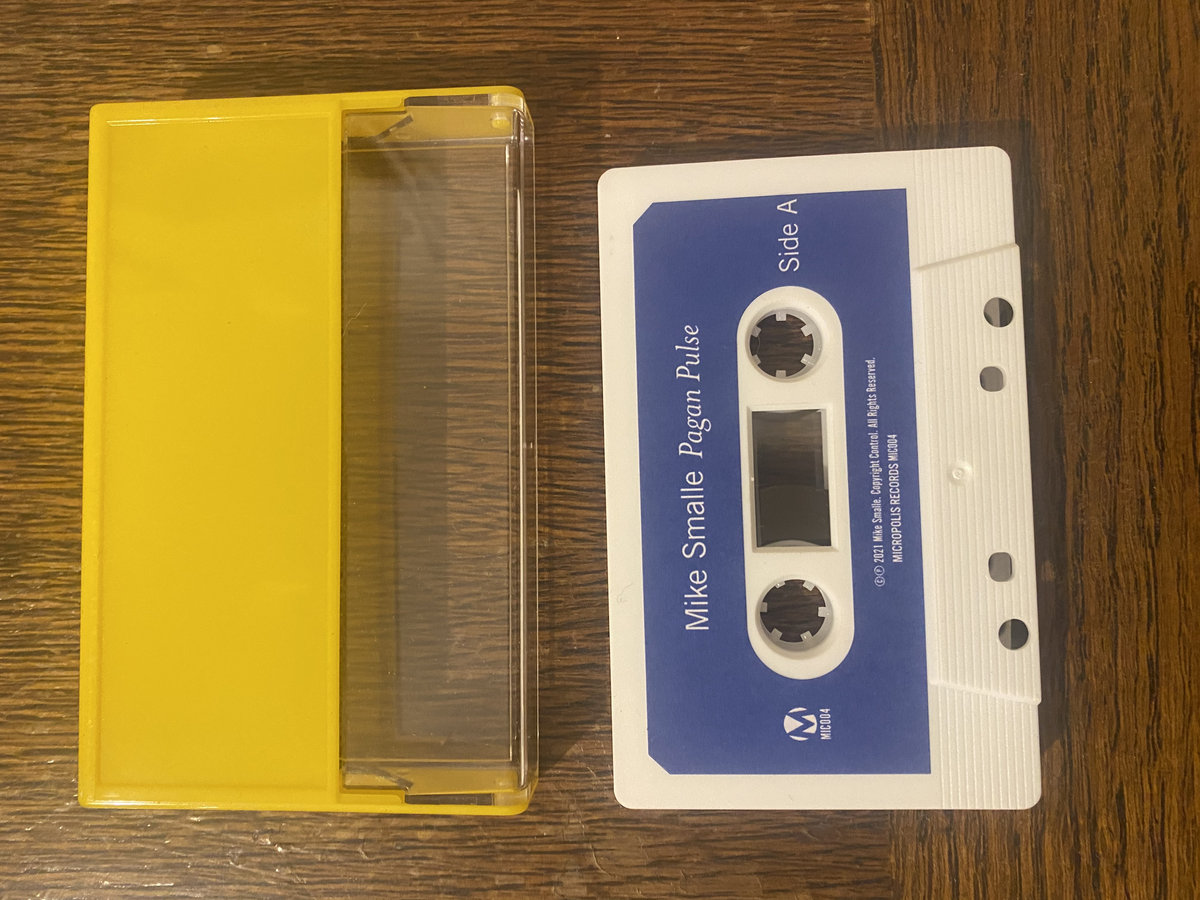 Mike Smalle Pagan Pulse
Side A
MIC004
©℗ 2021 Mike Smalle. Copyright Control. All Rights Reserved.
MICROPOLIS RECORDS MIC004